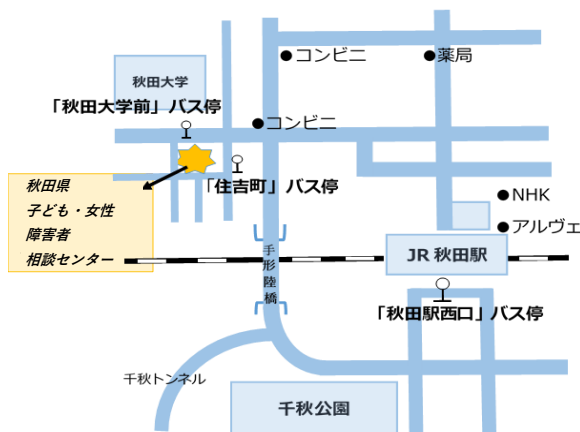 ●コンビニ
●薬局
秋田大学
「秋田大学前」バス停
●コンビニ
「住吉町」バス停
秋田県
子ども・女性
障害者
相談センター
●NHK
●アルヴェ
手形陸橋
JR 秋田駅
「秋田駅西口」バス停
千秋トンネル
千秋公園